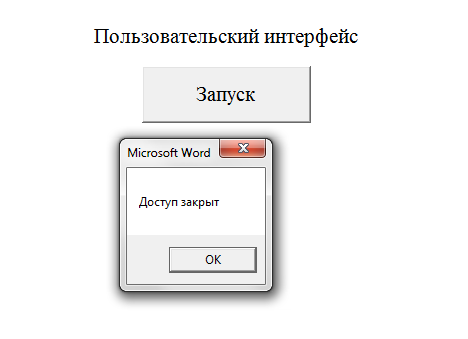 Пользовательский интерфейс
Запуск
Microsoft Word
Доступ закрыт
OK